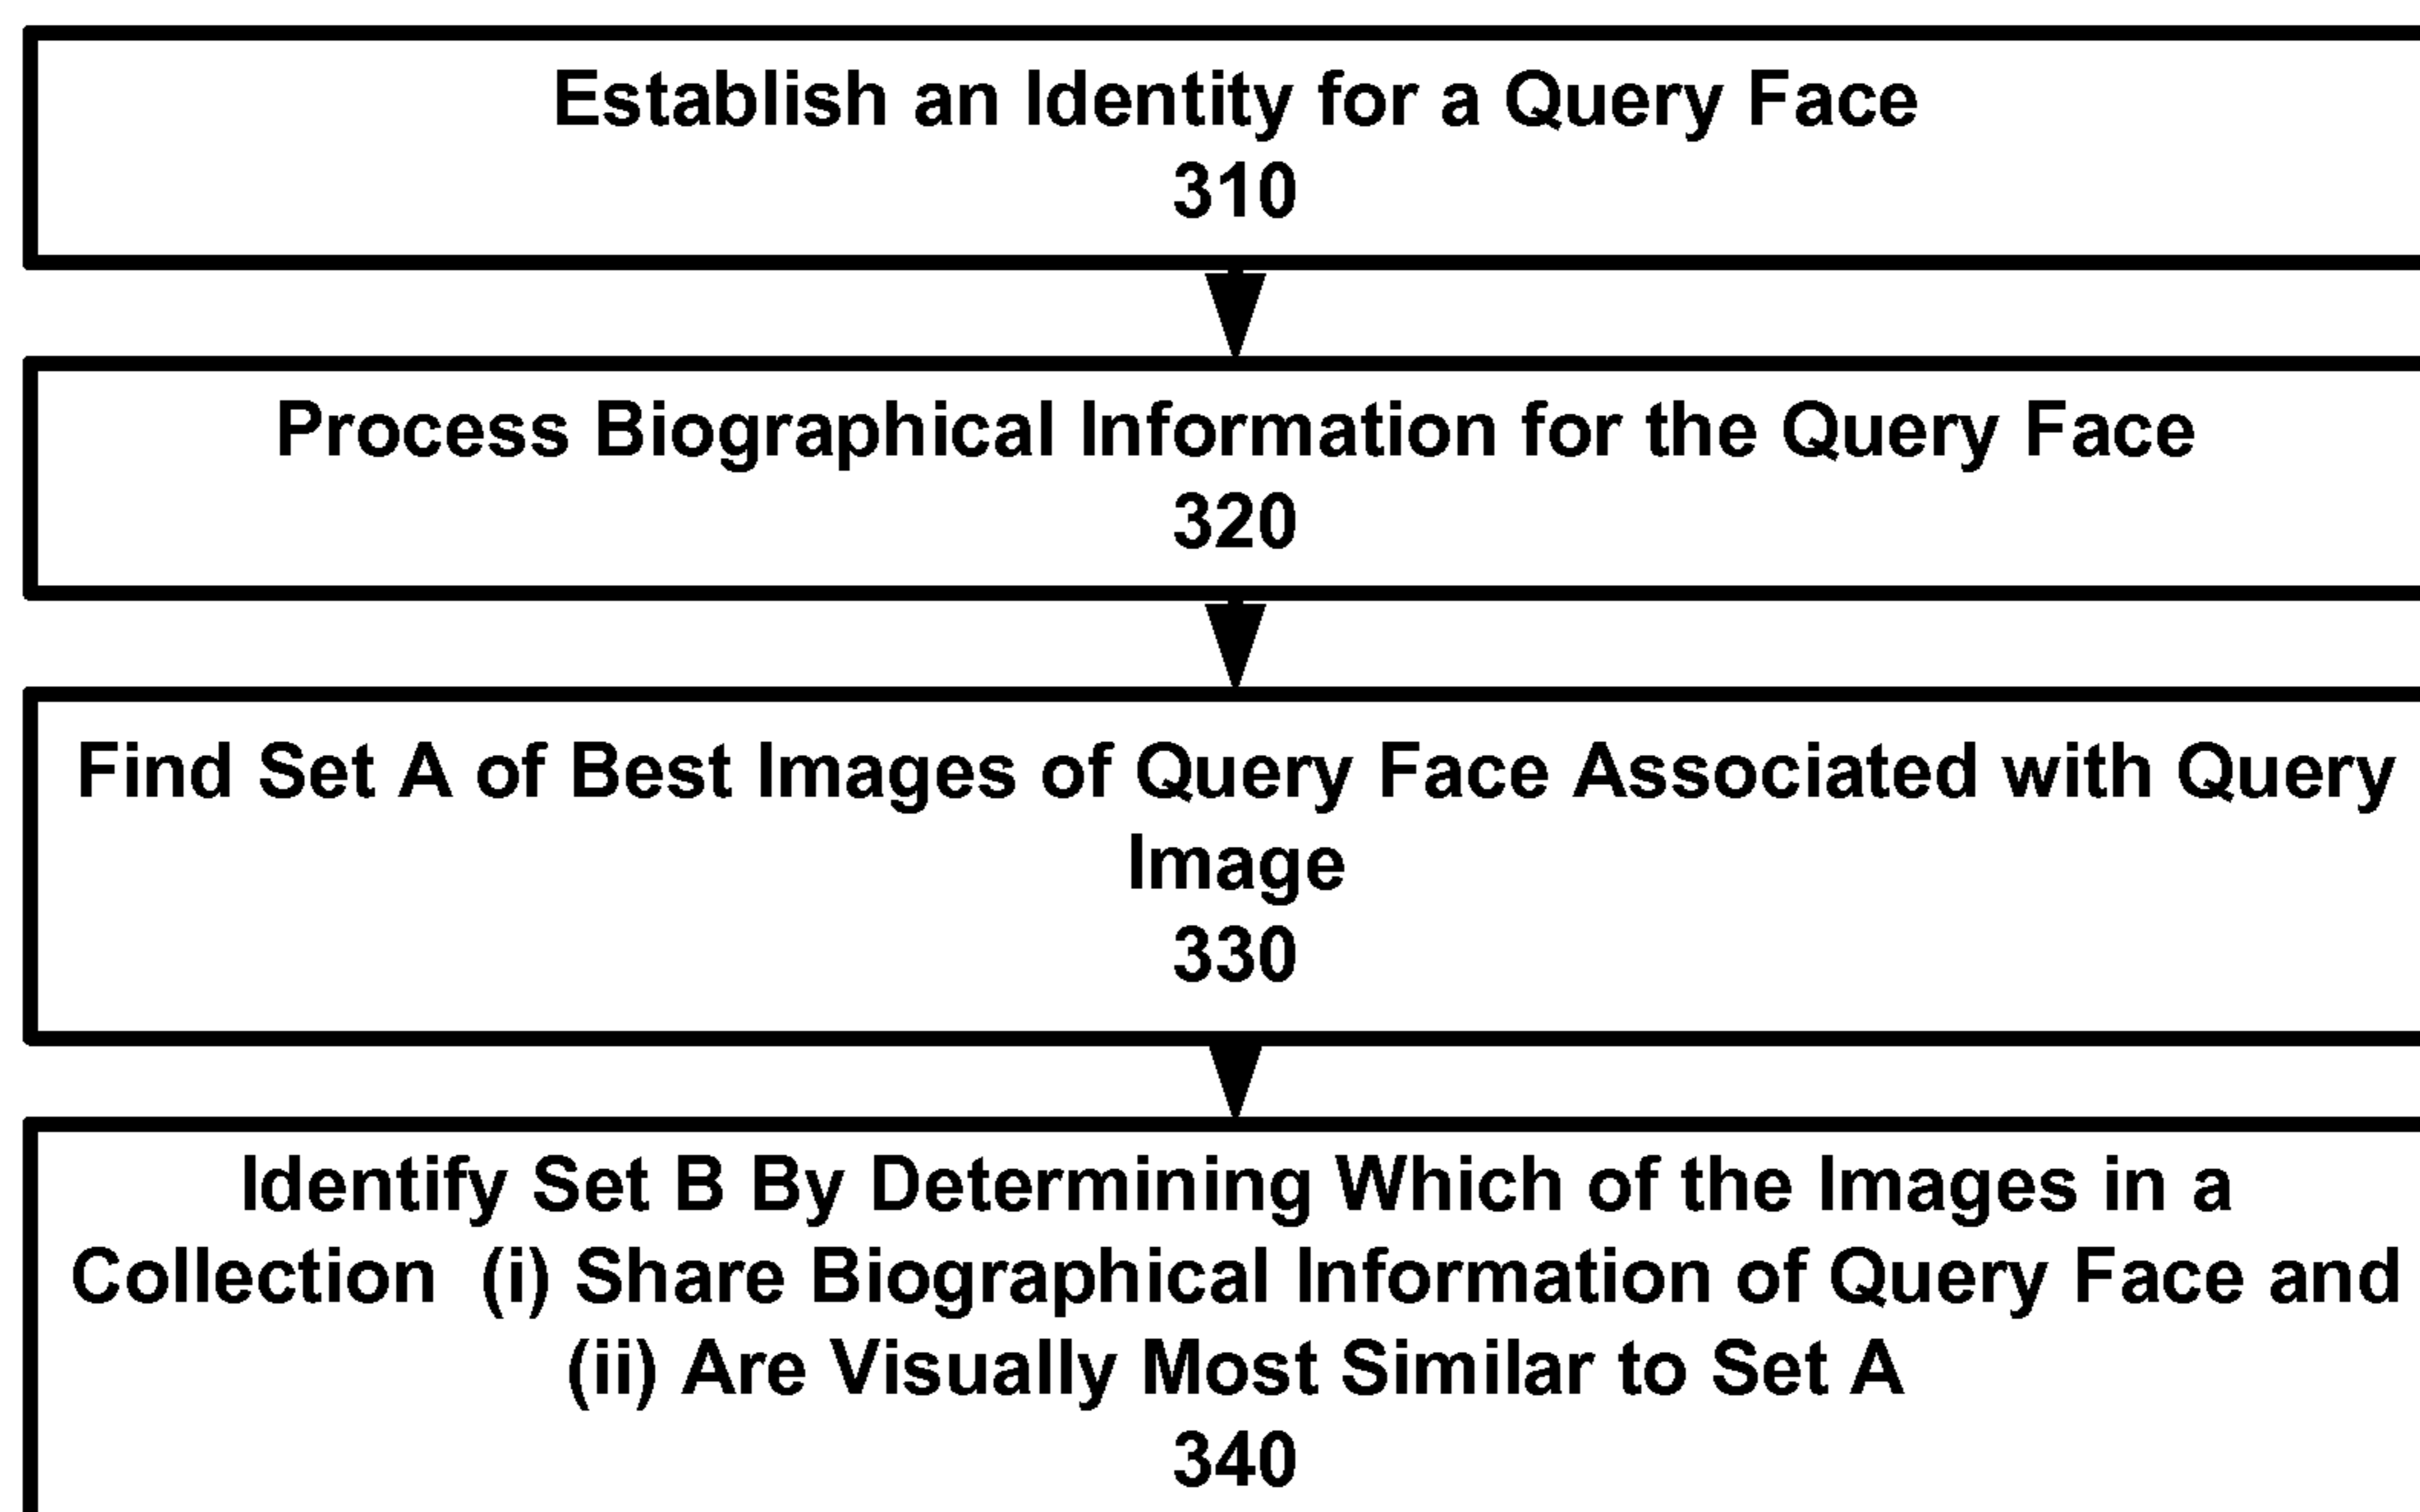 Establish an Identity for a Query Face
310
Process Biographical Information for the Query Face
320
Find Set A of Best Images of Query Face Associated with Query
Image
330
Identify Set B By Determining Which of the Images in a
Collection (i) Share Biographical Information of Query Face and
(ii) Are Visually Most Similar to Set A
340